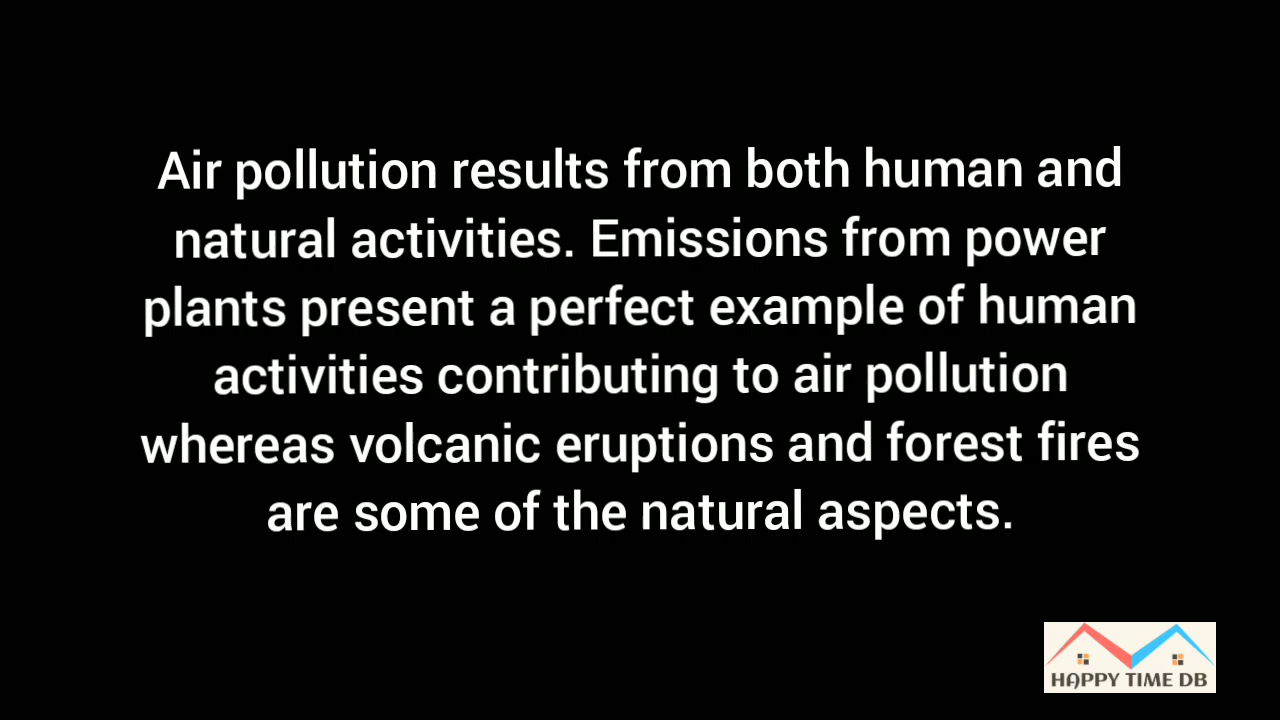 Air pollution results from both human and
natural activities. Emissions from power
plants present a perfect example of human
activities contributing to air pollution
whereas volcanic eruptions and forest fires
are some of the natural aspects.
HAPPY TIME DB